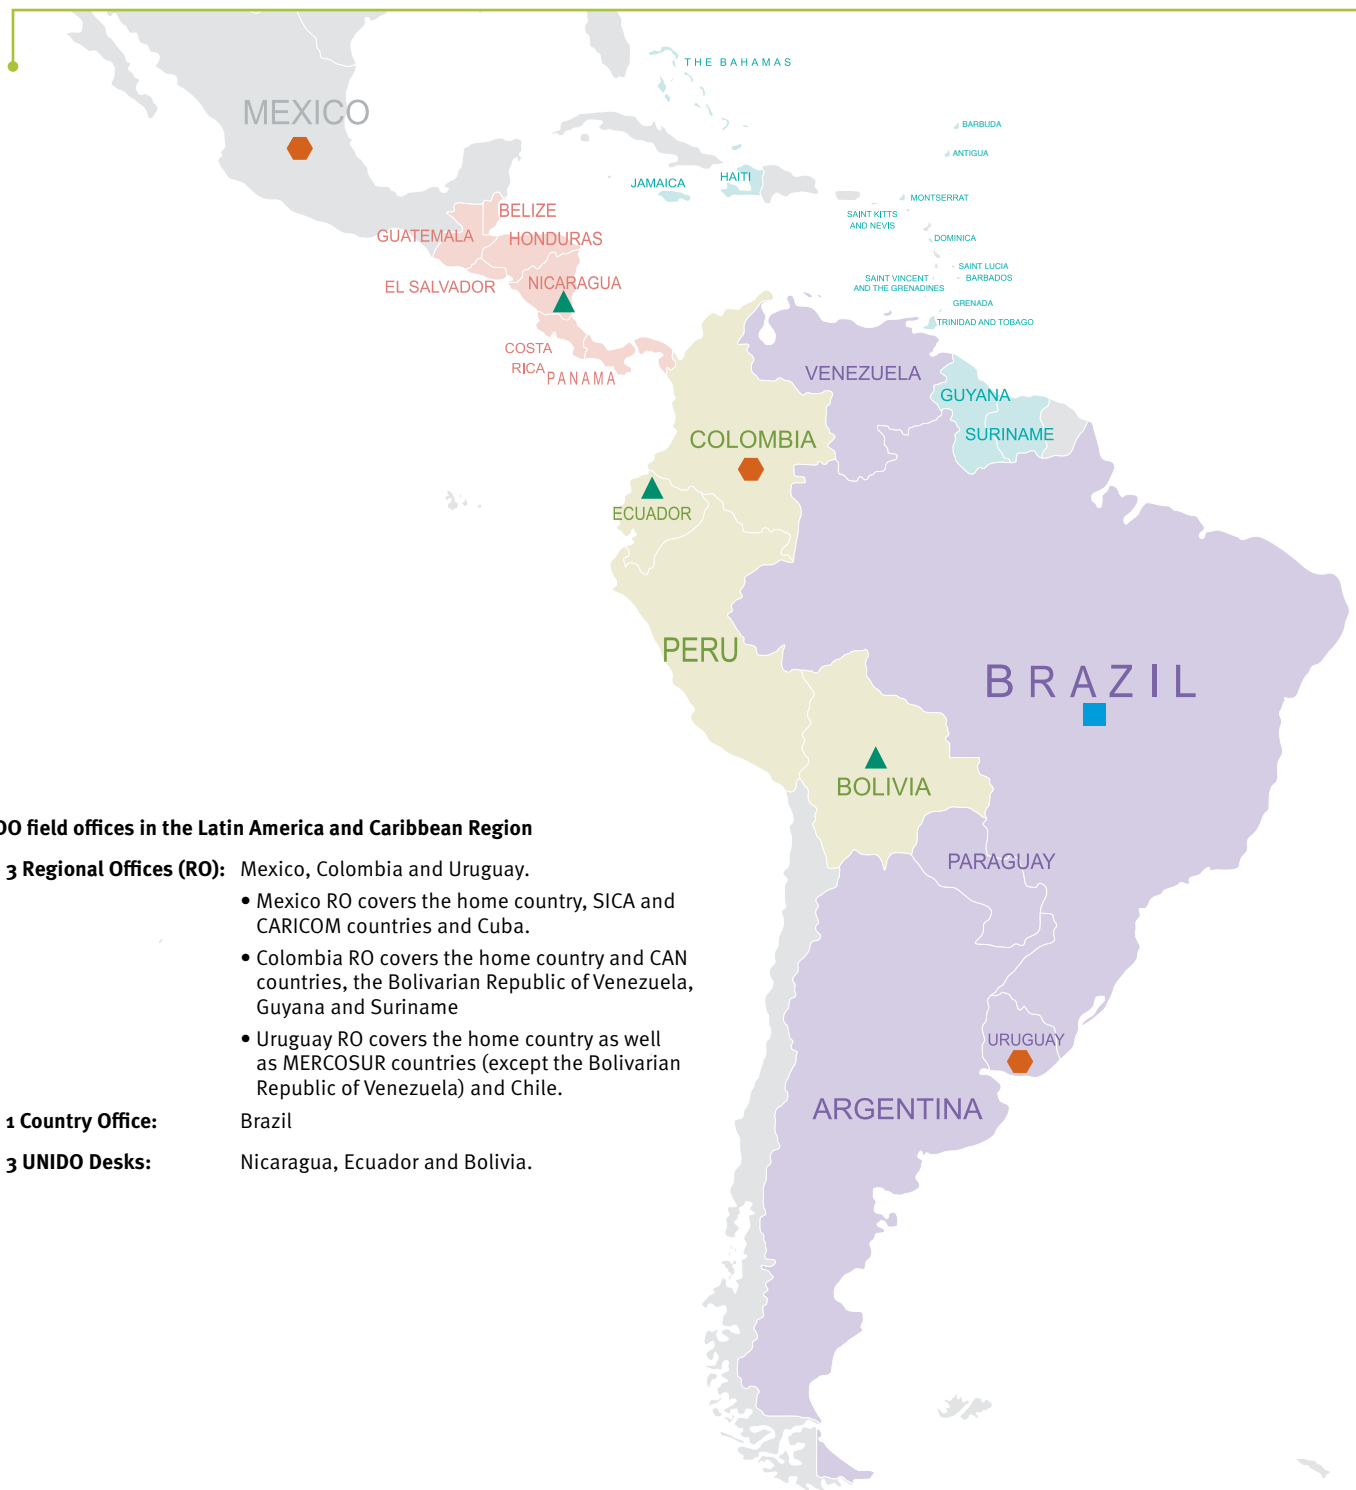 THE BAHAMAS
MEXICO
BARBUDA
ANTIGUA
JAMAICA
HAITI
MONTSERRAT
BELIZE
SAINT KITTS
AND NEVIS
GUATEMALA
HONDURAS
DOMINICA
SAINT LUCIA
EL SALVADOR
NICARAGUA
SAINT VINCENT
AND THE GRENADINES
BARBADOS
GRENADA
TRINIDAD AND TOBAGO
COSTA
RICA
PANAMA
VENEZUELA
GUYANA
COLOMBIA
SURINAME
ECUADOR
PERU
BRAZIL
BOLIVIA
PARAGUAY
URUGUAY
ARGENTINA
DO field offices in the Latin America and Caribbean Region
3 Regional Offices (RO): Mexico, Colombia and Uruguay.
• Mexico RO covers the home country, SICA and
CARICOM countries and Cuba.
• Colombia RO covers the home country and CAN
countries, the Bolivarian Republic of Venezuela,
Guyana and Suriname
• Uruguay RO covers the home country as well
as MERCOSUR countries (except the Bolivarian
Republic of Venezuela) and Chile.
1 Country Office: Brazil
3 UNIDO Desks: Nicaragua, Ecuador and Bolivia.